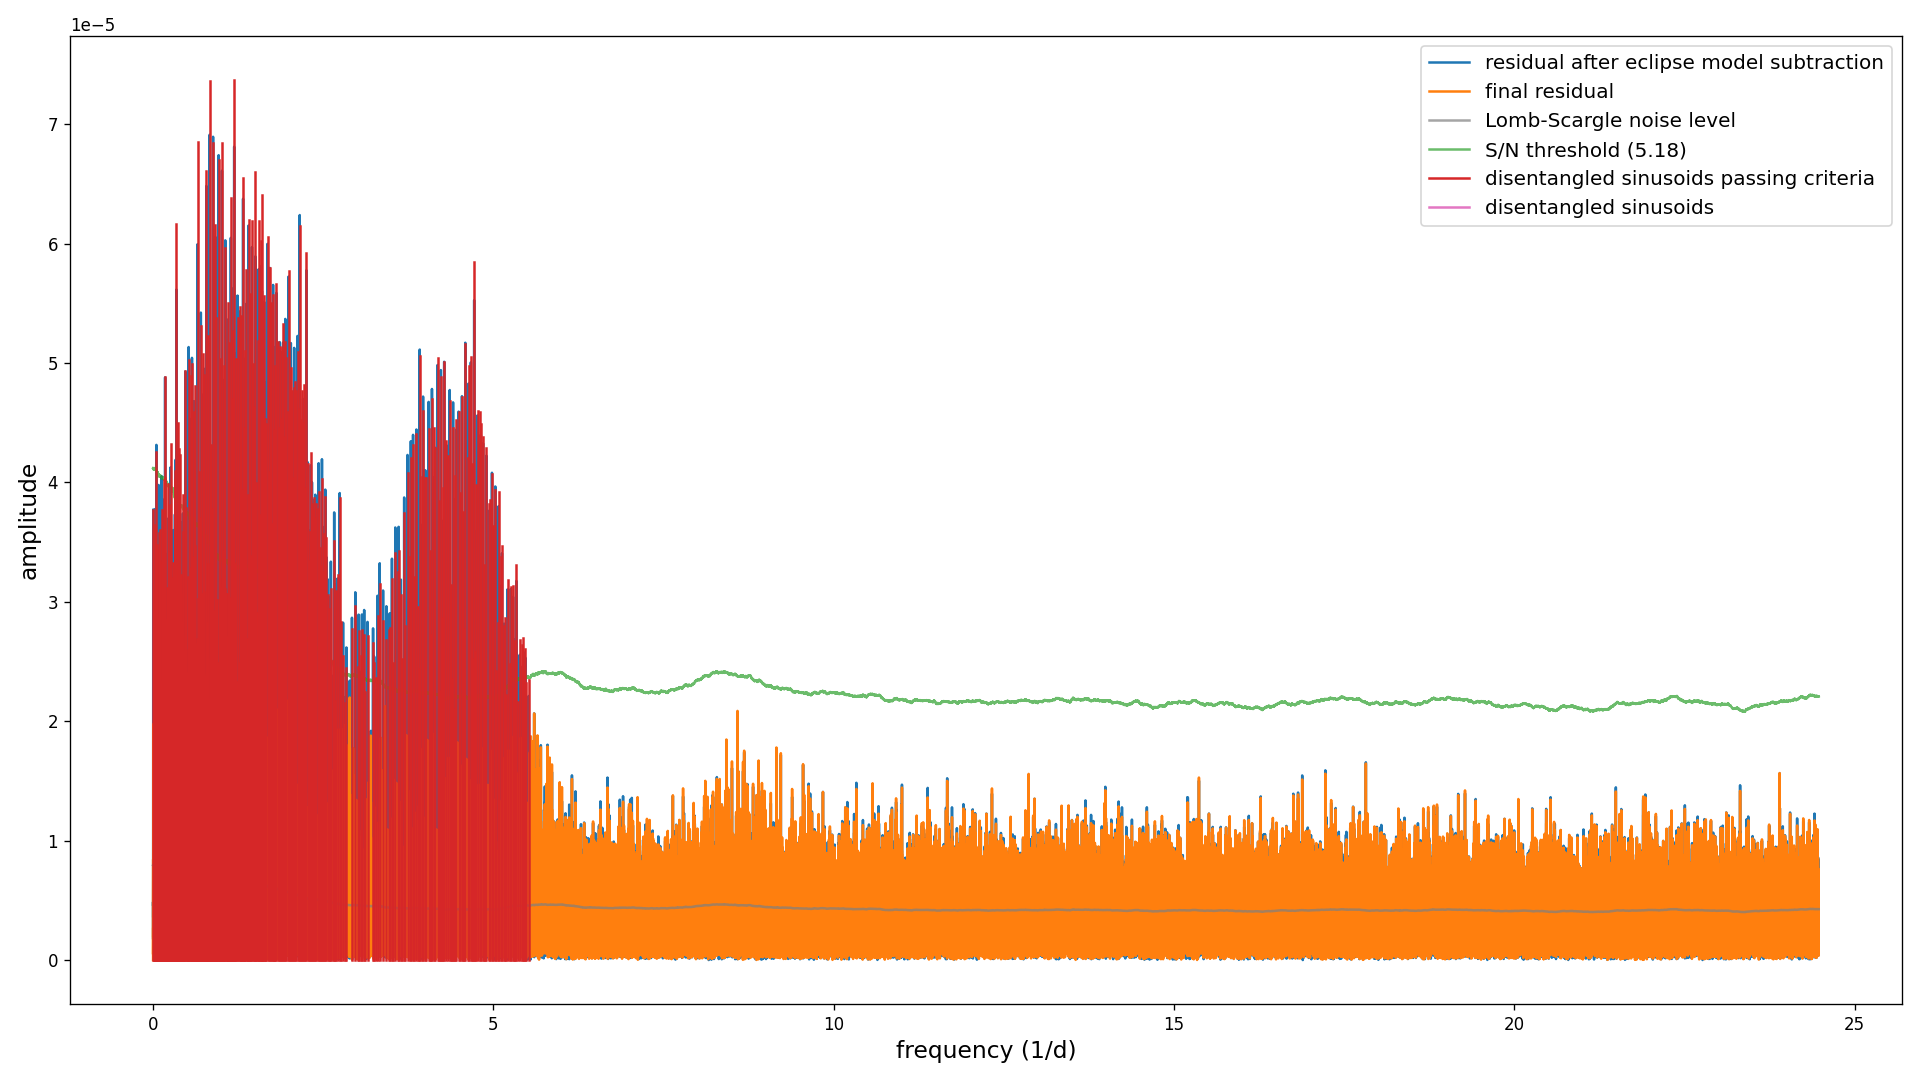 1e−5
residual after eclipse model subtraction
final residual
Lomb-Scargle noise level
S/N threshold (5.18)
disentangled sinusoids passing criteria
disentangled sinusoids
7
6
5
4
3
2
1
0
amplitude
0 5 10 15 20 25
frequency (1/d)